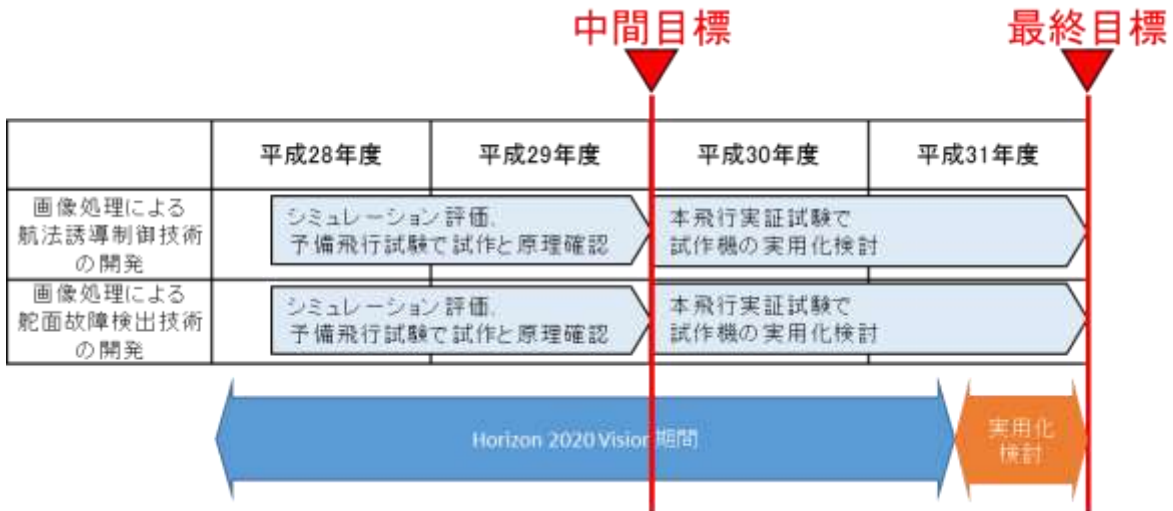 中間目標
最終目標
平成28年度
平成29年度
平成30年度
平成31年度
画像処理による
航法誘導制御技術
の開発
シミュレーション評価,
予備飛行試験で試作と原理確認
本飛行実証試験で
試作機の実用化検討
画像処理による
舵面故障検出技術
の開発
シミュレーション評価,
予備飛行試験で試作と原理確認
本飛行実証試験で
試作機の実用化検討
Horizon 2020 Vision 期間
実用化
検討